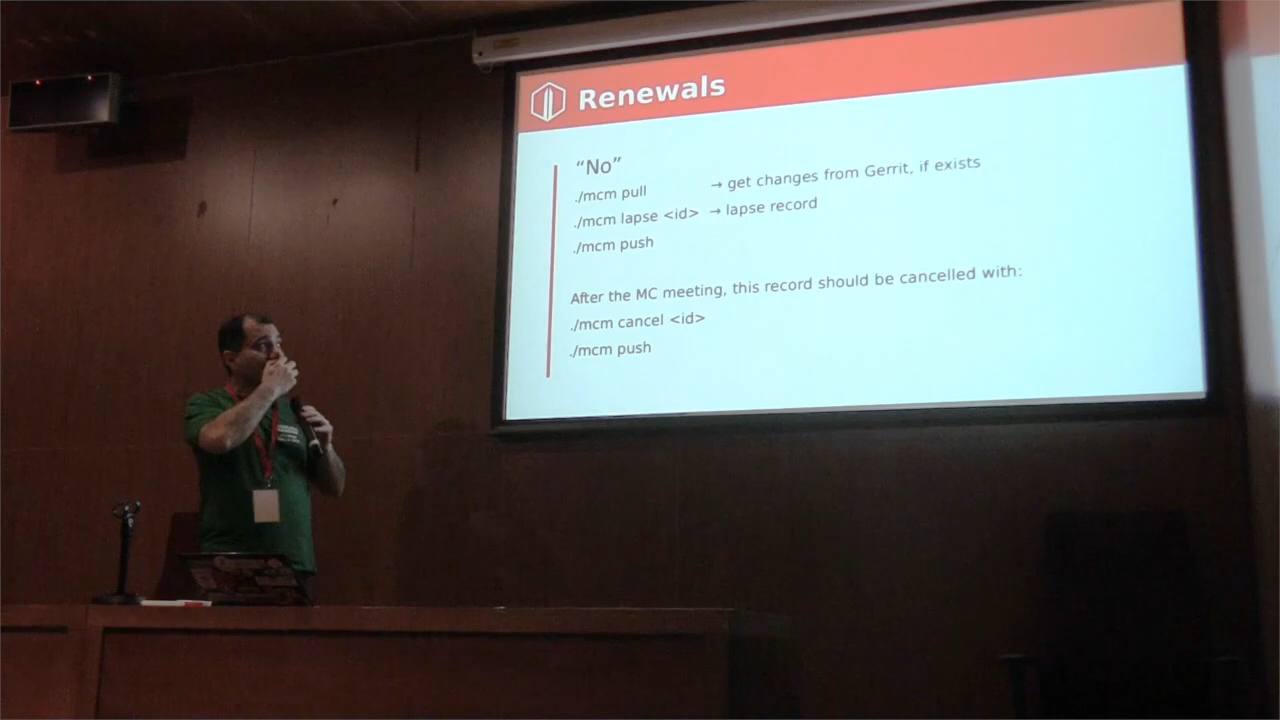 Renewals
“No”
./mcm pull → get changes from Gerrit, if exists
./mcm lapse <id> → lapse record
./mcm push
After the MC meeting, this record should be cancelled with:
./mcm cancel <id>
./mcm push